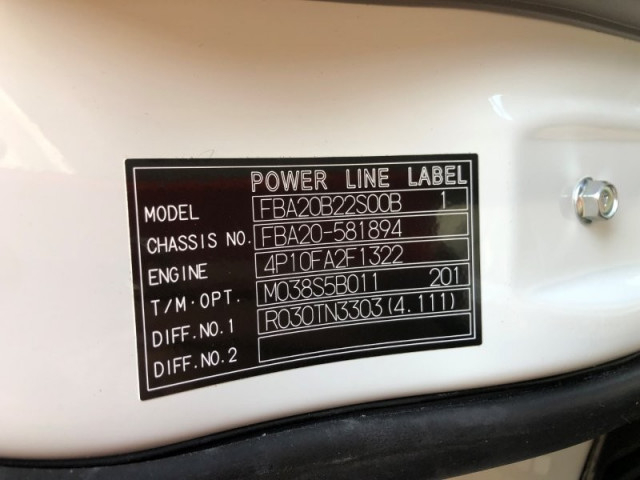 POWER LINE LABEL
MODEL FBA20B22S00B 1
CHASSIS NO. FBA20-581894
ENGINE 4P10FA2F1322
T/M·OPT. M038S5B011 201
DIFF.NO.1 R030TN3303(4.111)
DIFF.NO.2